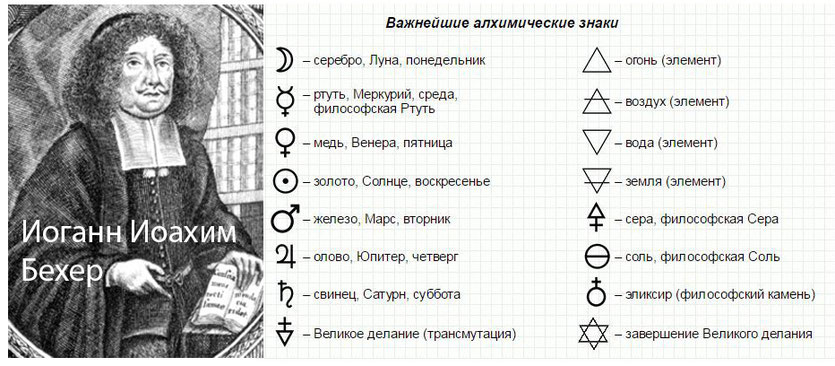 Важнейшие алхимические знаки
– серебро, Луна, понедельник
– ртуть, Меркурий, среда,
философская Ртуть
– медь, Венера, пятница
– золото, Солнце, воскресенье
– железо, Марс, вторник
– олово, Юпитер, четверг
– свинец, Сатурн, суббота
– Великое делание (трансмутация)
– огонь (элемент)
– воздух (элемент)
– вода (элемент)
– земля (элемент)
– сера, философская Сера
– соль, философская Соль
– эликсир (философский камень)
– завершение Великого делания
Иоганн Иоахим
Бехер